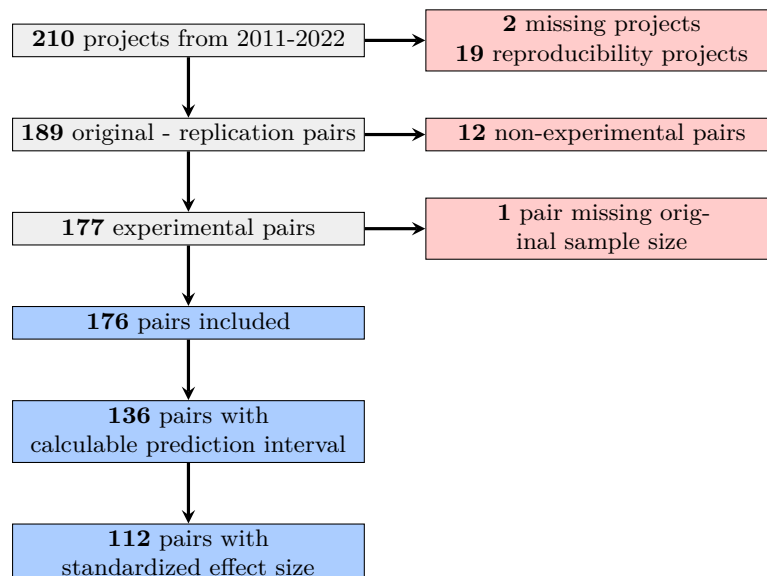 210 projects from 2011-2022
2 missing projects
19 reproducibility projects
189 original - replication pairs
12 non-experimental pairs
177 experimental pairs
1 pair missing orig-
inal sample size
176 pairs included
136 pairs with
calculable prediction interval
112 pairs with
standardized effect size